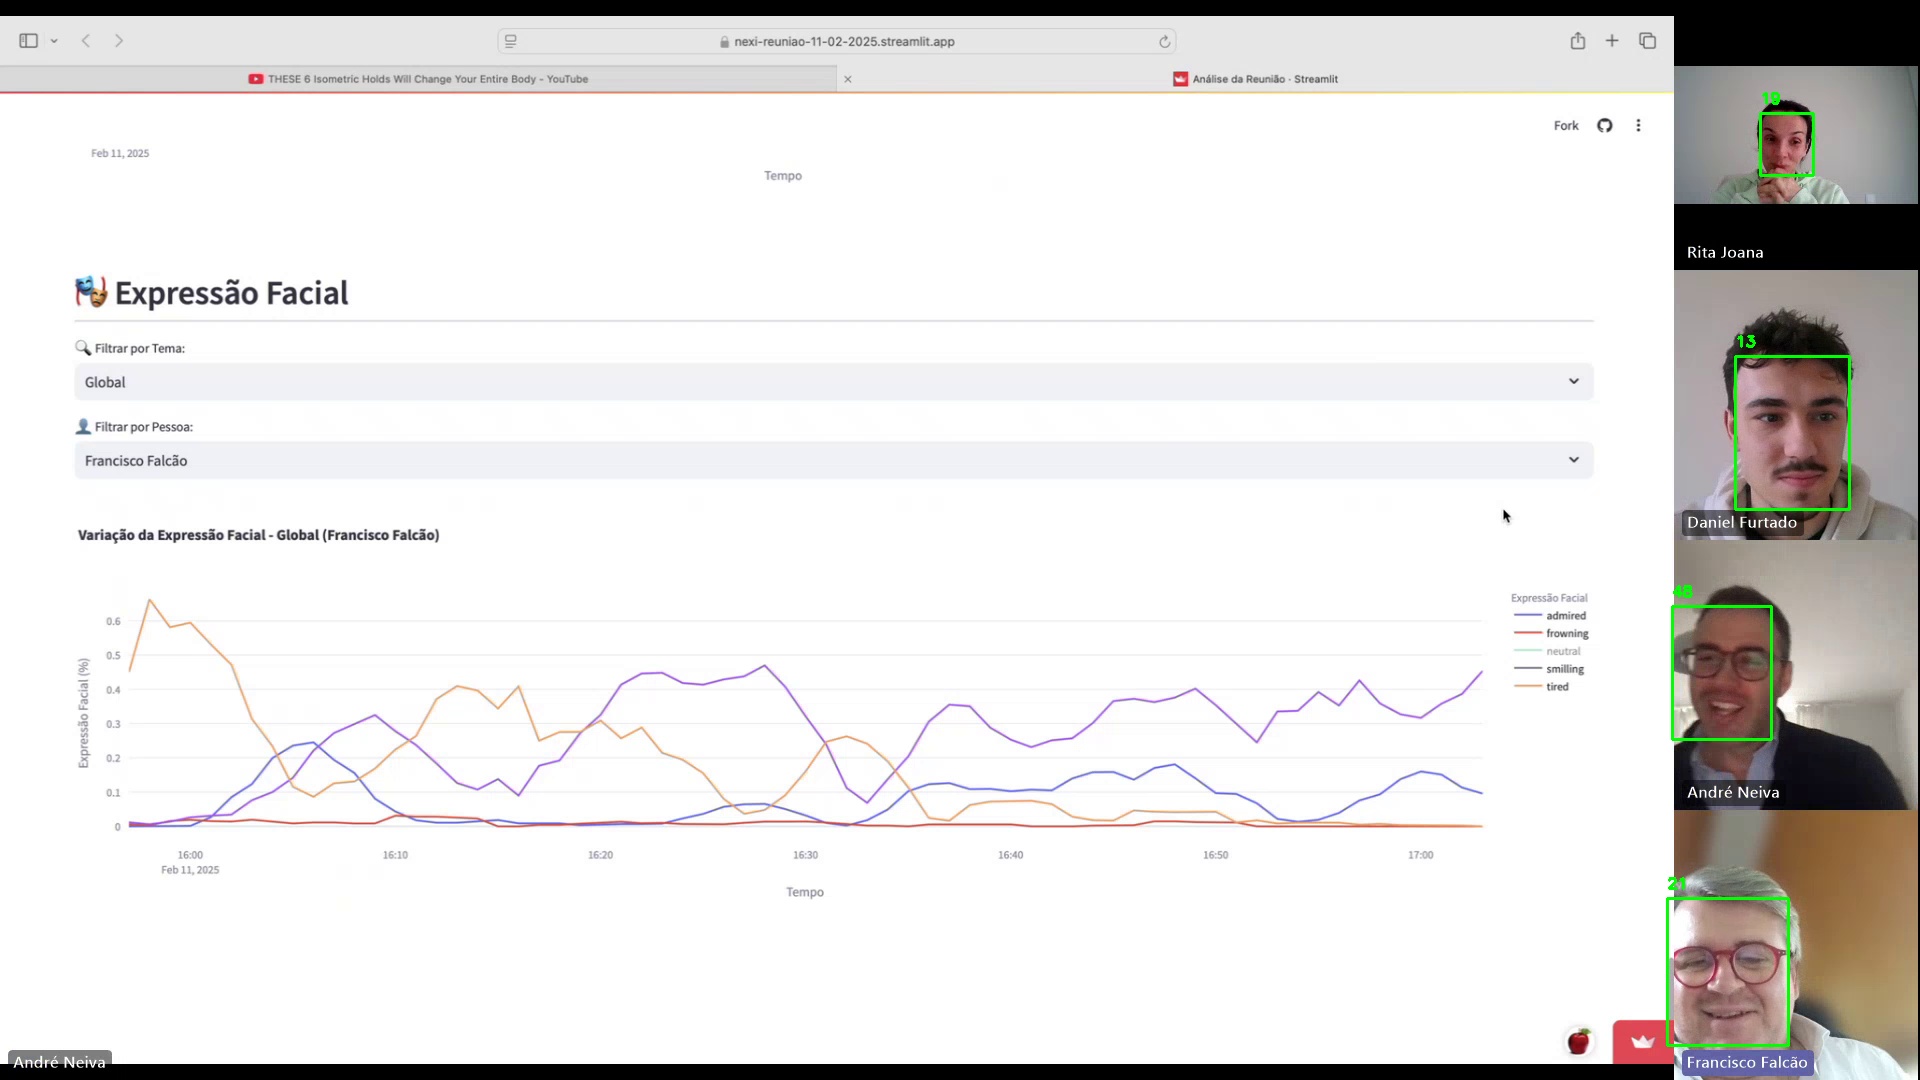 nexi-reuniao-11-02-2025.streamlit.app
THESE 6 Isometric Holds Will Change Your Entire Body - YouTube
Análise da Reunião · Streamlit
Fork
Feb 11, 2025
Tempo
Expressão Facial
Filtrar por Tema:
Global
Filtrar por Pessoa:
Francisco Falcão
Variação da Expressão Facial - Global (Francisco Falcão)
Expressão Facial (%)
0.6
0.5
0.4
0.3
0.2
0.1
0
16:00
16:10
16:20
16:30
16:40
16:50
17:00
Feb 11, 2025
Tempo
Expressão Facial
admired
frowning
neutral
smilling
tired
André Neiva
19
Rita Joana
13
Daniel Furtado
48
André Neiva
21
Francisco Falcão